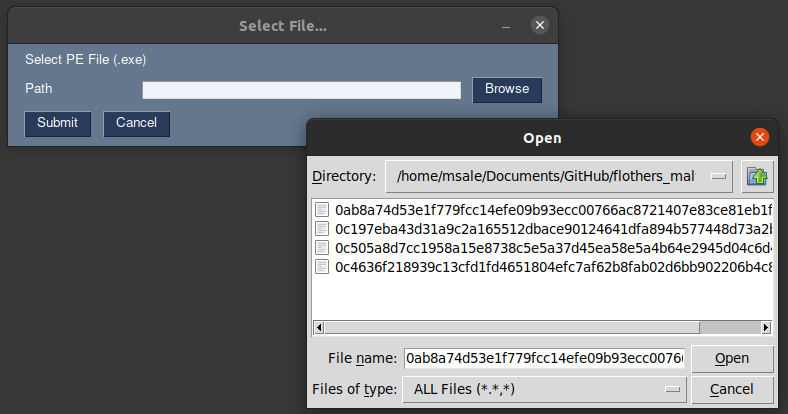 Select File...
Select PE File (.exe)
Path
Browse
Submit
Cancel
Open
Directory:
/home/msale/Documents/GitHub/flothers_mal
0ab8a74d53e1f779fcc14efe09b93ecc00766ac8721407e83ce81eb1f
0c197eba43d31a9c2a165512dbace90124641dfa894b577448d73a2b
0c505a8d7cc1958a15e8738c5e5a37d45ea58e5a4b64e2945d04c6d4
0c4636f218939c13cfd1fd4651804efc7af62b8fab02d6bb902206b4c8
File name:
0ab8a74d53e1f779fcc14efe09b93ecc00766
Open
Files of type:
ALL Files (*.*,*)
Cancel